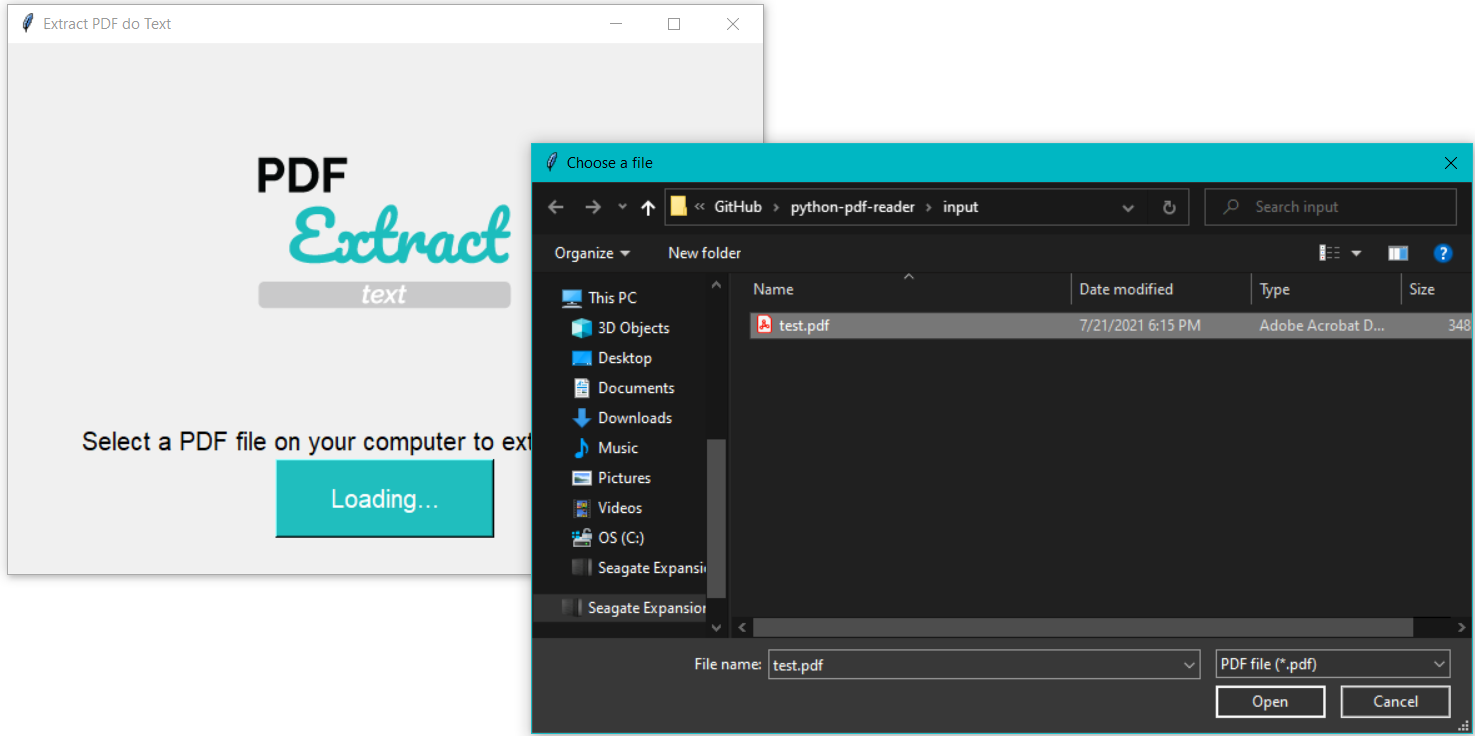 Extract PDF do Text
PDF
Extract
text
Select a PDF file on your computer to
Loading...
Choose a file
« GitHub › python-pdf-reader › input
Search input
Organize
New folder
Name
Date modified
Type
Size
test.pdf
7/21/2021 6:15 PM
Adobe Acrobat D...
348
This PC
3D Objects
Desktop
Documents
Downloads
Music
Pictures
Videos
OS (C:)
Seagate
Seagate
File name:
test.pdf
PDF file (*.pdf)
Open
Cancel